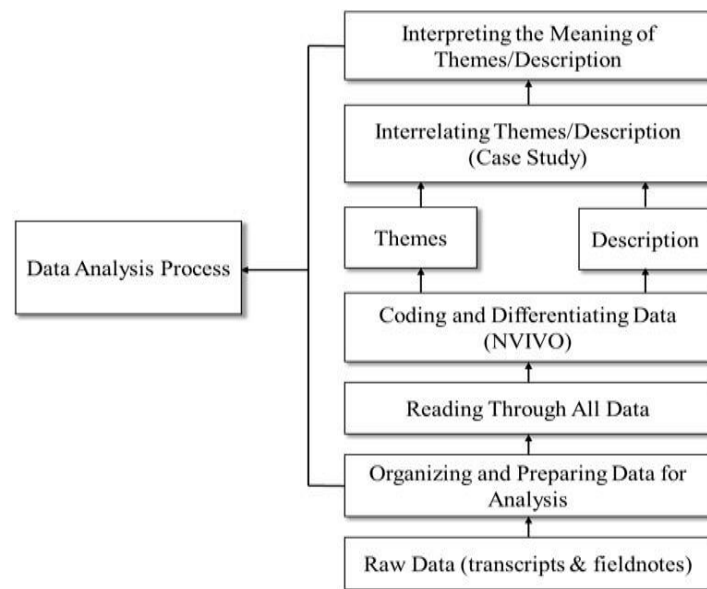 Interpreting the Meaning of
Themes/Description
Interrelating Themes/Description
(Case Study)
Themes
Description
Data Analysis Process
Coding and Differentiating Data
(NVIVO)
Reading Through All Data
Organizing and Preparing Data for
Analysis
Raw Data (transcripts & fieldnotes)